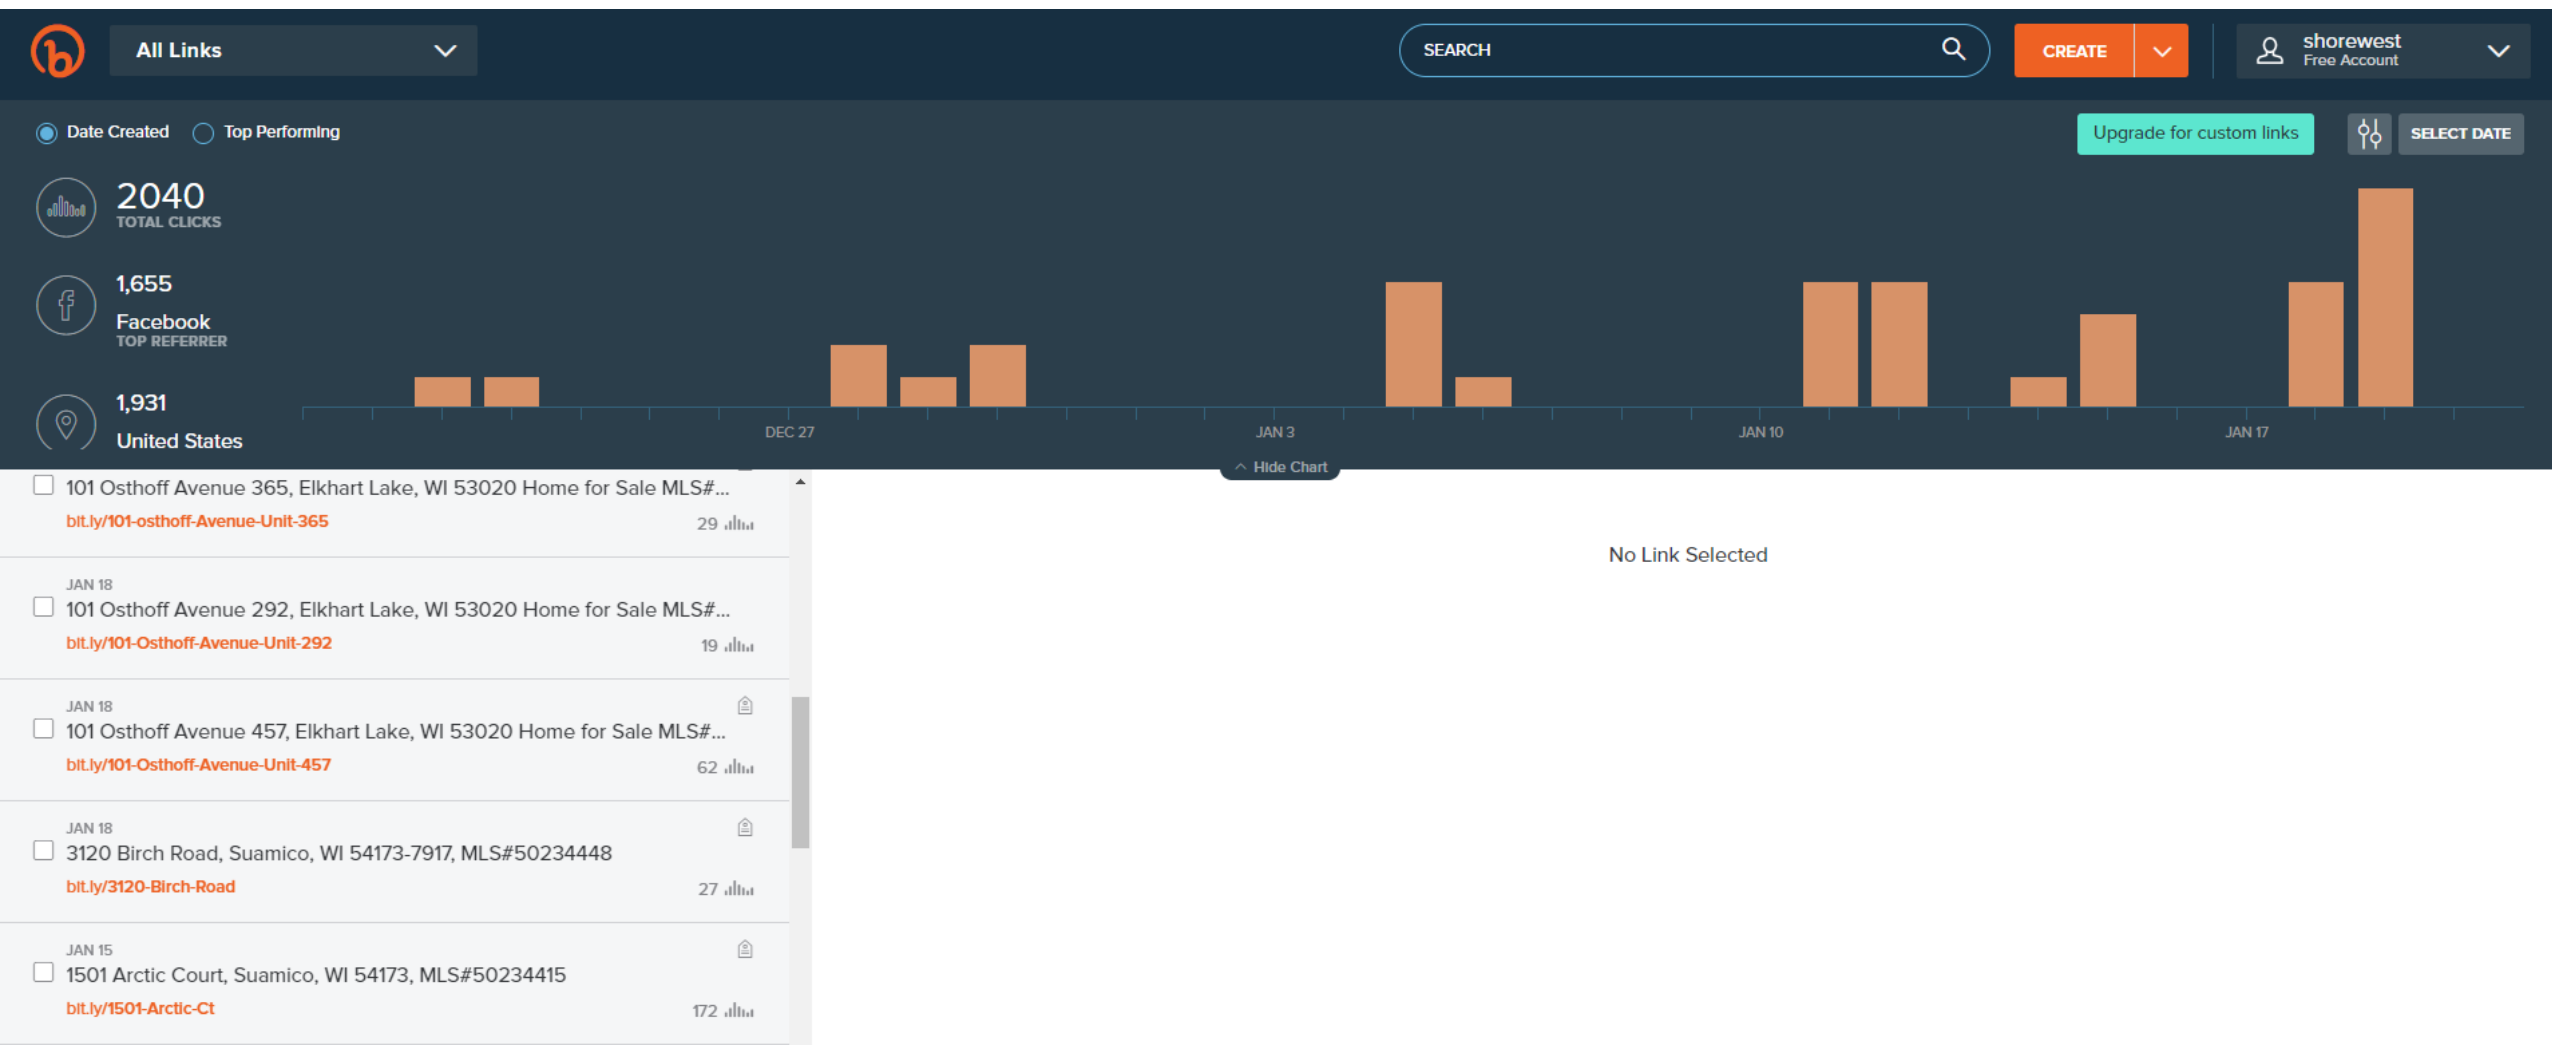 All Links
SEARCH
CREATE
shorewest
Free Account
Date Created
Top Performing
Upgrade for custom links
SELECT DATE
2040
TOTAL CLICKS
1,655
Facebook
TOP REFERRER
1,931
United States
DEC 27
JAN 3
JAN 10
JAN 17
Hide Chart
101 Osthoff Avenue 365, Elkhart Lake, WI 53020 Home for Sale MLS#...
bit.ly/101-osthoff-Avenue-Unit-365
29
No Link Selected
JAN 18
101 Osthoff Avenue 292, Elkhart Lake, WI 53020 Home for Sale MLS#...
bit.ly/101-Osthoff-Avenue-Unit-292
19
JAN 18
101 Osthoff Avenue 457, Elkhart Lake, WI 53020 Home for Sale MLS#...
bit.ly/101-Osthoff-Avenue-Unit-457
62
JAN 18
3120 Birch Road, Suamico, WI 54173-7917, MLS#50234448
bit.ly/3120-Birch-Road
27
JAN 15
1501 Arctic Court, Suamico, WI 54173, MLS#50234415
bit.ly/1501-Arctic-Ct
172